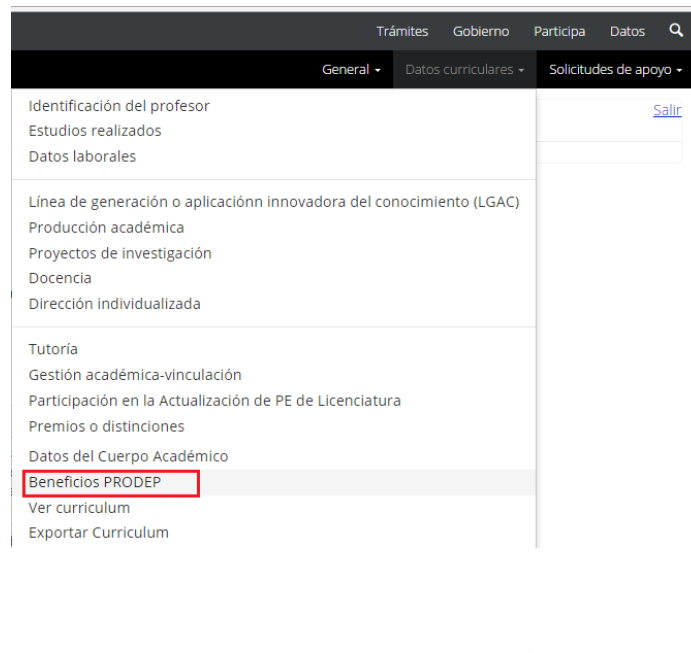 Trámites Gobierno Participa Datos
General Datos curriculares Solicitudes de apoyo
Salir
Identificación del profesor
Estudios realizados
Datos laborales
Línea de generación o aplicaciónn innovadora del conocimiento (LGAC)
Producción académica
Proyectos de investigación
Docencia
Dirección individualizada
Tutoría
Gestión académica-vinculación
Participación en la Actualización de PE de Licenciatura
Premios o distinciones
Datos del Cuerpo Académico
Beneficios PRODEP
Ver curriculum
Exportar Curriculum